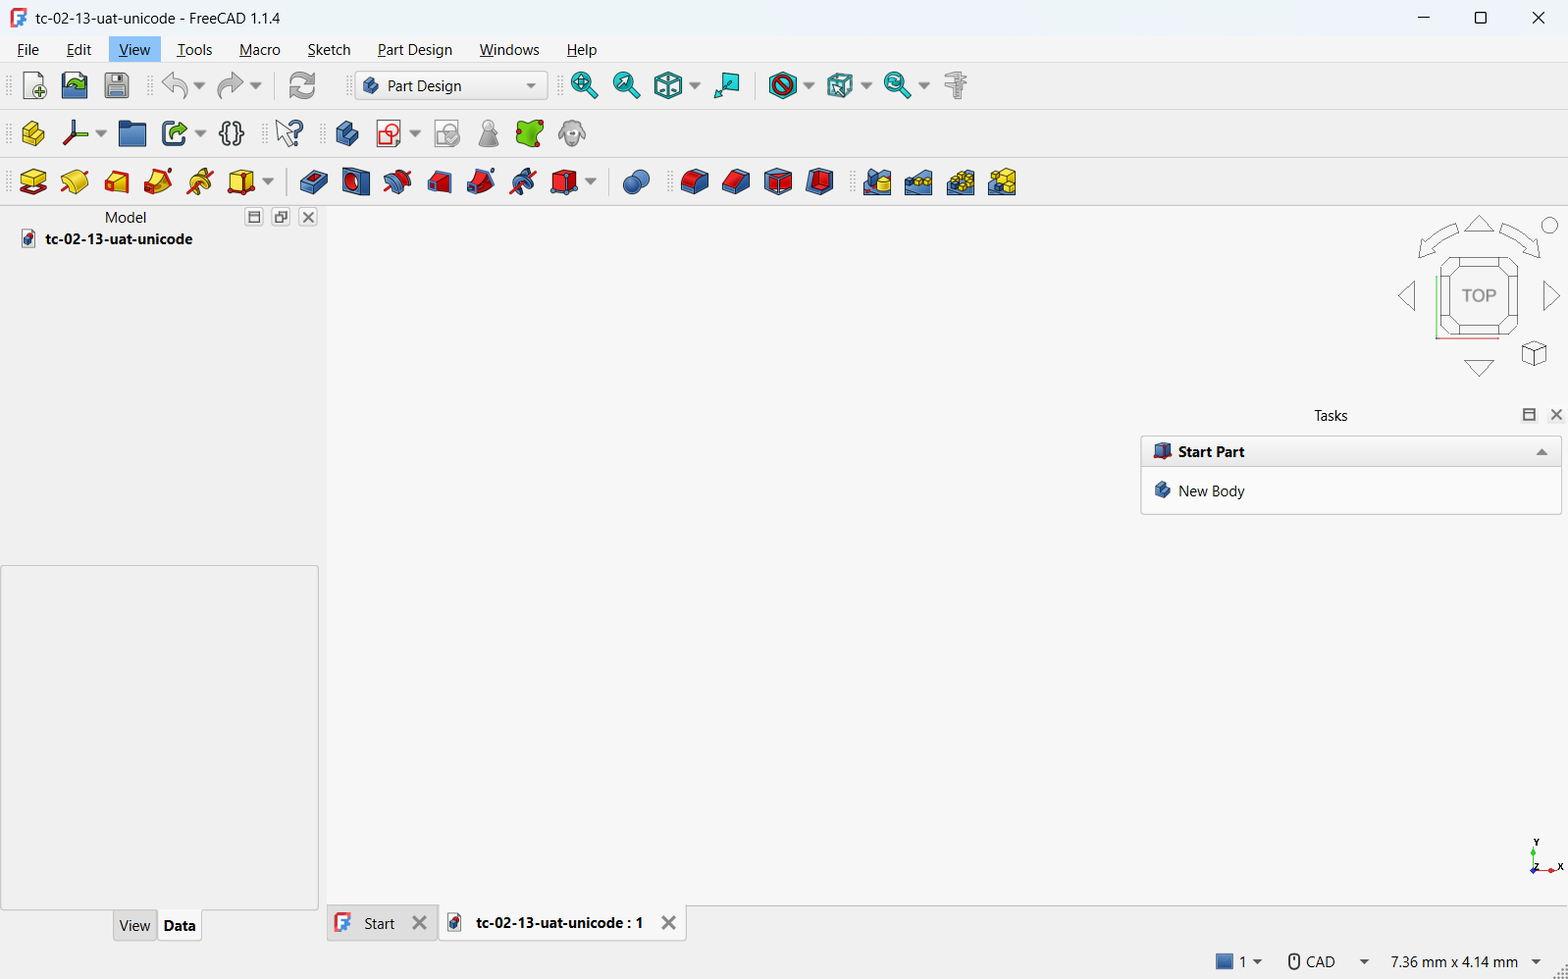 tc-02-13-uat-unicode - FreeCAD 1.1.4
File Edit View Tools Macro Sketch Part Design Windows Help
Part Design
Model
tc-02-13-uat-unicode
TOP
Tasks
Start Part
New Body
Y
Z X
View Data
Start tc-02-13-uat-unicode : 1
1 CAD 7.36 mm x 4.14 mm